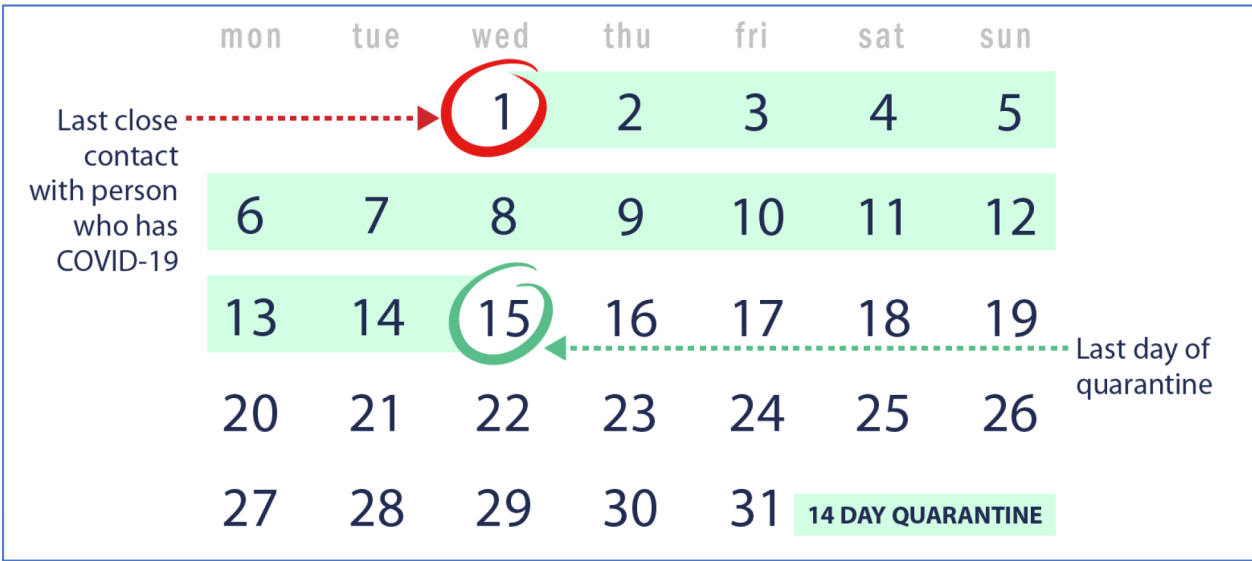 mon tue wed thu fri sat sun
Last close
contact
with person
who has
COVID-19
1 2 3 4 5
6 7 8 9 10 11 12
13 14 15 16 17 18 19
Last day of
quarantine
20 21 22 23 24 25 26
27 28 29 30 31 14 DAY QUARANTINE